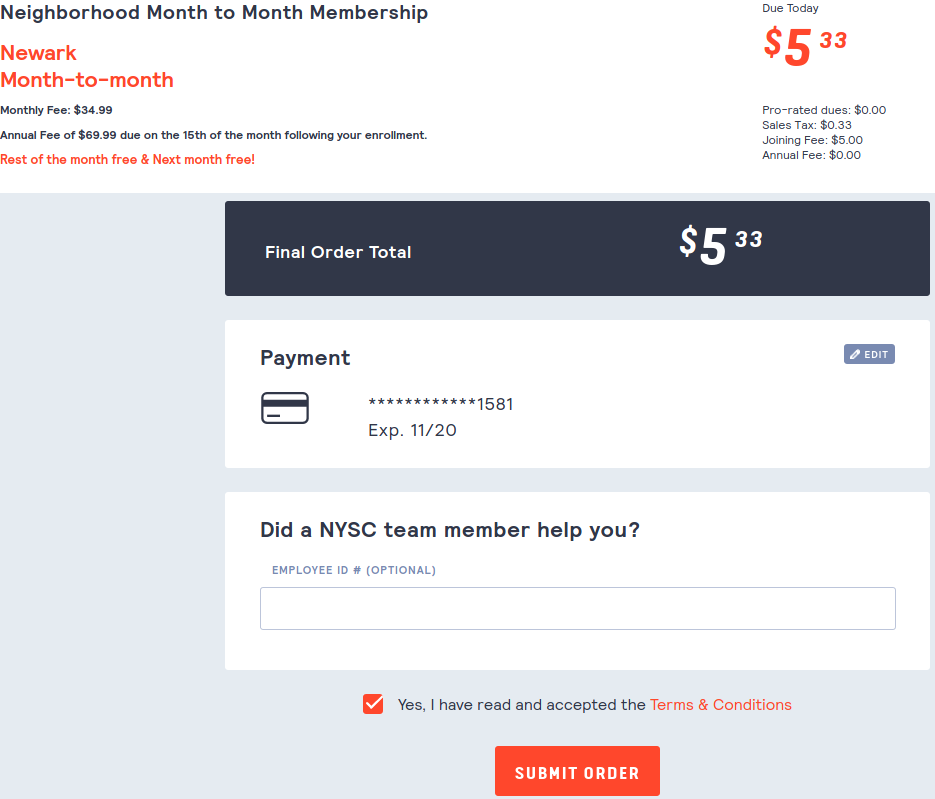 Neighborhood Month to Month Membership
Due Today
$5 33
Newark
Month-to-month
Monthly Fee: $34.99
Annual Fee of $69.99 due on the 15th of the month following your enrollment.
Rest of the month free & Next month free!
Pro-rated dues: $0.00
Sales Tax: $0.33
Joining Fee: $5.00
Annual Fee: $0.00
Final Order Total
$5 33
Payment
EDIT
************1581
Exp. 11/20
Did a NYSC team member help you?
EMPLOYEE ID # (OPTIONAL)
Yes, I have read and accepted the Terms & Conditions
SUBMIT ORDER